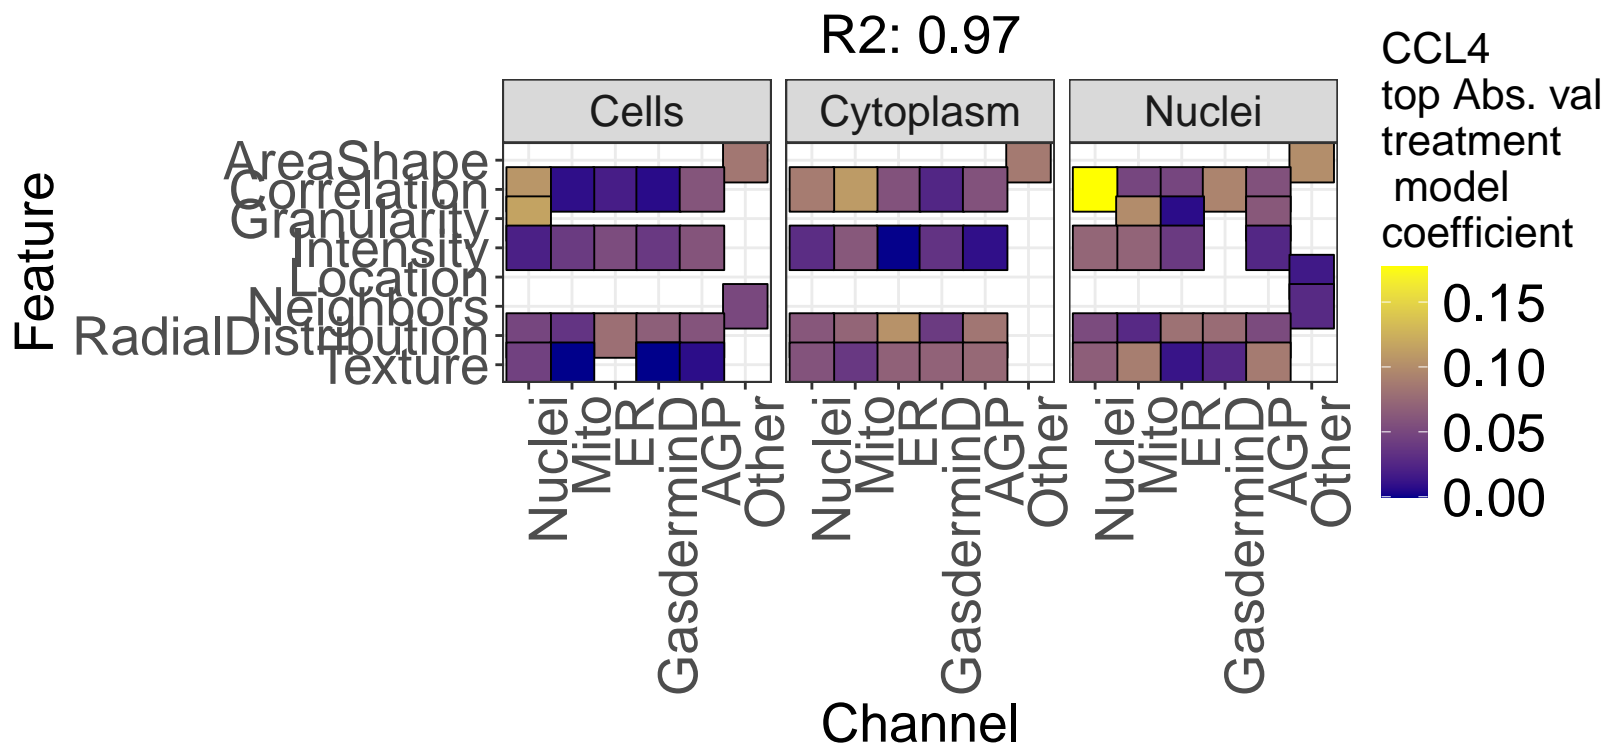 R2: 0.97
Cells
Cytoplasm
Nuclei
Feature
AreaShape
Correlation
Granularity
Intensity
Location
Neighbors
RadialDistribution
Texture
Nuclei
Mito
ER
GasderminD
AGP
Other
Nuclei
Mito
ER
GasderminD
AGP
Other
Nuclei
Mito
ER
GasderminD
AGP
Other
Channel
CCL4
top Abs. val
treatment
model
coefficient
0.15
0.10
0.05
0.00